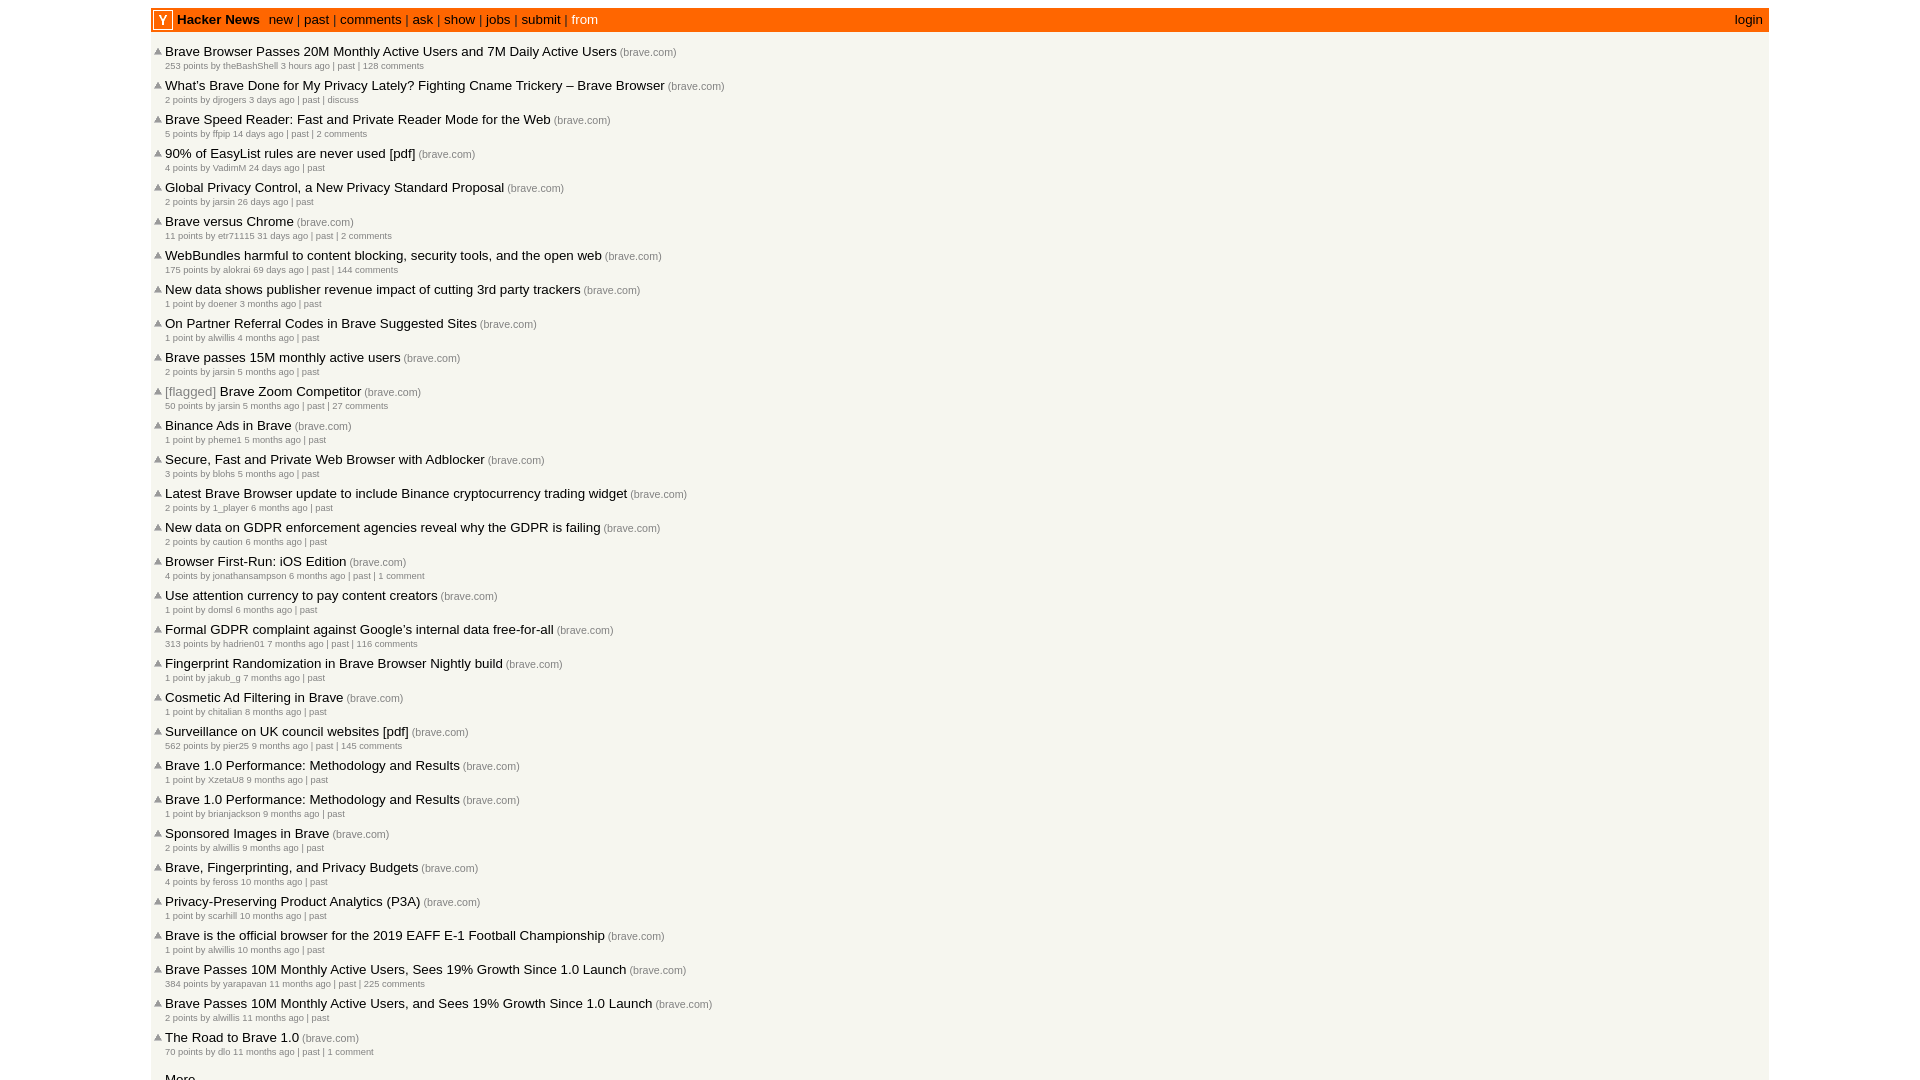 Y Hacker News new | past | comments | ask | show | jobs | submit | from login
Brave Browser Passes 20M Monthly Active Users and 7M Daily Active Users (brave.com)
253 points by theBashShell 3 hours ago | past | 128 comments
What’s Brave Done for My Privacy Lately? Fighting Cname Trickery – Brave Browser (brave.com)
2 points by djrogers 3 days ago | past | discuss
Brave Speed Reader: Fast and Private Reader Mode for the Web (brave.com)
5 points by ffpip 14 days ago | past | 2 comments
90% of EasyList rules are never used [pdf] (brave.com)
4 points by VadimM 24 days ago | past
Global Privacy Control, a New Privacy Standard Proposal (brave.com)
2 points by jarsin 26 days ago | past
Brave versus Chrome (brave.com)
11 points by etr71115 31 days ago | past | 2 comments
WebBundles harmful to content blocking, security tools, and the open web (brave.com)
175 points by alokrai 69 days ago | past | 144 comments
New data shows publisher revenue impact of cutting 3rd party trackers (brave.com)
1 point by doener 3 months ago | past
On Partner Referral Codes in Brave Suggested Sites (brave.com)
1 point by alwillis 4 months ago | past
Brave passes 15M monthly active users (brave.com)
2 points by jarsin 5 months ago | past
[flagged] Brave Zoom Competitor (brave.com)
50 points by jarsin 5 months ago | past | 27 comments
Binance Ads in Brave (brave.com)
1 point by pheme1 5 months ago | past
Secure, Fast and Private Web Browser with Adblocker (brave.com)
3 points by blohs 5 months ago | past
Latest Brave Browser update to include Binance cryptocurrency trading widget (brave.com)
2 points by 1_player 6 months ago | past
New data on GDPR enforcement agencies reveal why the GDPR is failing (brave.com)
2 points by caution 6 months ago | past
Browser First-Run: iOS Edition (brave.com)
4 points by jonathansampson 6 months ago | past | 1 comment
Use attention currency to pay content creators (brave.com)
1 point by domsl 6 months ago | past
Formal GDPR complaint against Google’s internal data free-for-all (brave.com)
313 points by hadrien01 7 months ago | past | 116 comments
Fingerprint Randomization in Brave Browser Nightly build (brave.com)
1 point by jakub_g 7 months ago | past
Cosmetic Ad Filtering in Brave (brave.com)
1 point by chitalian 8 months ago | past
Surveillance on UK council websites [pdf] (brave.com)
562 points by pier25 9 months ago | past | 145 comments
Brave 1.0 Performance: Methodology and Results (brave.com)
1 point by XzetaU8 9 months ago | past
Brave 1.0 Performance: Methodology and Results (brave.com)
1 point by brianjackson 9 months ago | past
Sponsored Images in Brave (brave.com)
2 points by alwillis 9 months ago | past
Brave, Fingerprinting, and Privacy Budgets (brave.com)
4 points by feross 10 months ago | past
Privacy-Preserving Product Analytics (P3A) (brave.com)
1 point by scarhill 10 months ago | past
Brave is the official browser for the 2019 EAFF E-1 Football Championship (brave.com)
1 point by alwillis 10 months ago | past
Brave Passes 10M Monthly Active Users, Sees 19% Growth Since 1.0 Launch (brave.com)
384 points by yarapavan 11 months ago | past | 225 comments
Brave Passes 10M Monthly Active Users, and Sees 19% Growth Since 1.0 Launch (brave.com)
2 points by alwillis 11 months ago | past
The Road to Brave 1.0 (brave.com)
70 points by dlo 11 months ago | past | 1 comment
More